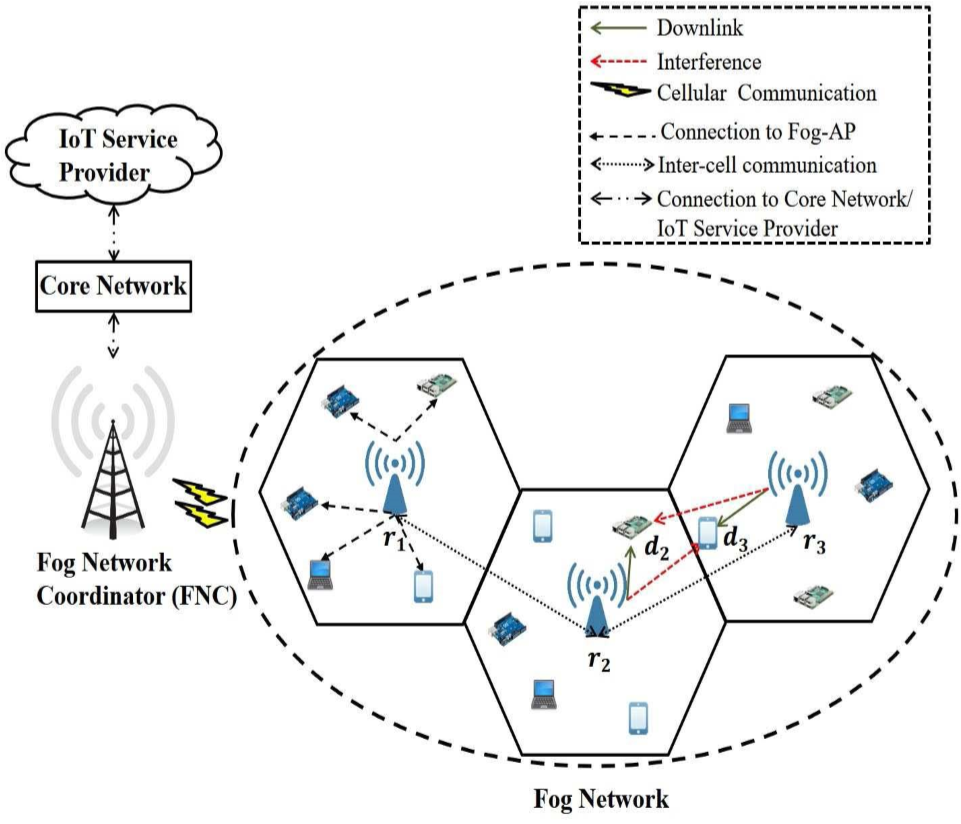 Downlink
Interference
Cellular Communication
Connection to Fog-AP
Inter-cell communication
Connection to Core Network/
IoT Service Provider
IoT Service
Provider
Core Network
Fog Network
Coordinator (FNC)
r₁
d₂
d₃
r₃
r₂
Fog Network